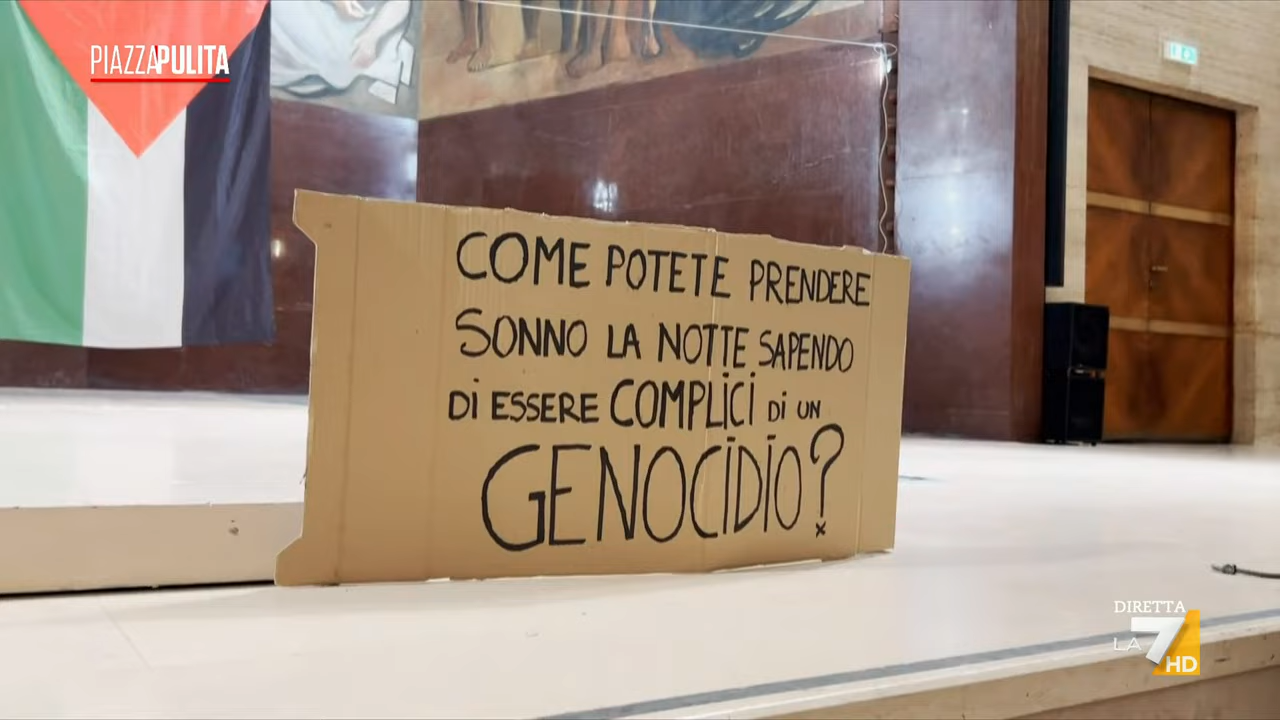 PIAZZAPULITA
COME POTETE PRENDERE
SONNO LA NOTTE SAPENDO
Di ESSERE COMPLiCi Di UN
GENOCiDiO?
DIRETTA
LA 7 HD